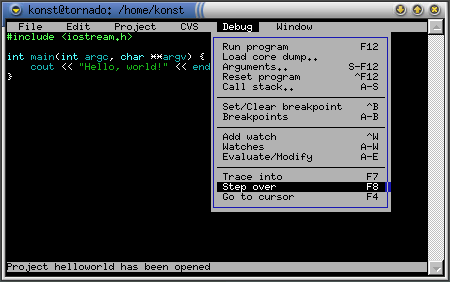 konst@tornado: /home/konst
File Edit Project CVS Debug Window
#include <iostream.h>
int main(int argc, char **argv) {
cout << "Hello, world!" << end
}
Run program F12
Load core dump..
Arguments.. S-F12
Reset program ^F12
Call stack.. A-S
Set/Clear breakpoint ^B
Breakpoints A-B
Add watch ^W
Watches A-W
Evaluate/Modify A-E
Trace into F7
Step over F8
Go to cursor F4
Project helloworld has been opened